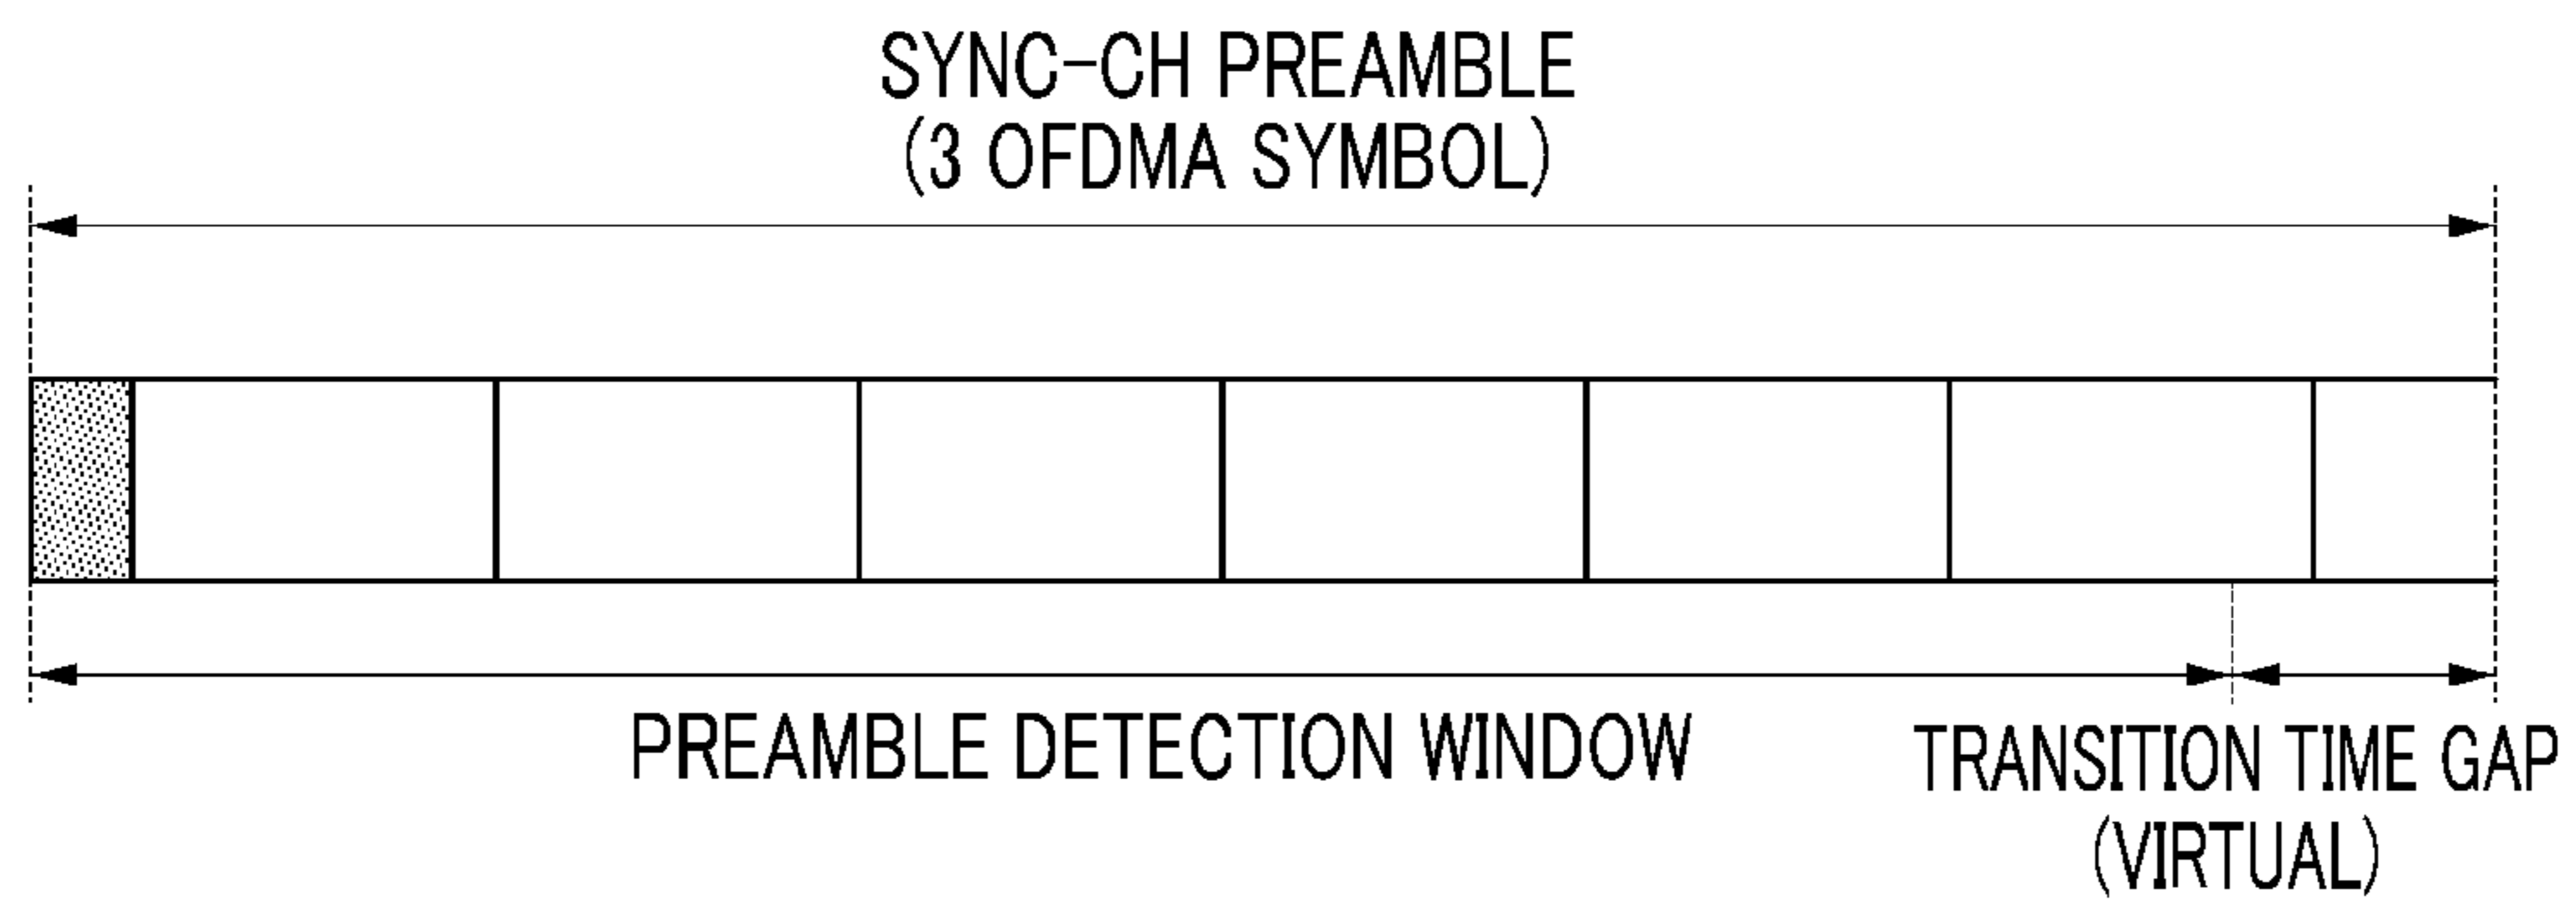 SYNC-CH PREAMBLE
(3 OFDMA SYMBOL)
PREAMBLE DETECTION WINDOW
TRANSITION TIME GAP
(VIRTUAL)